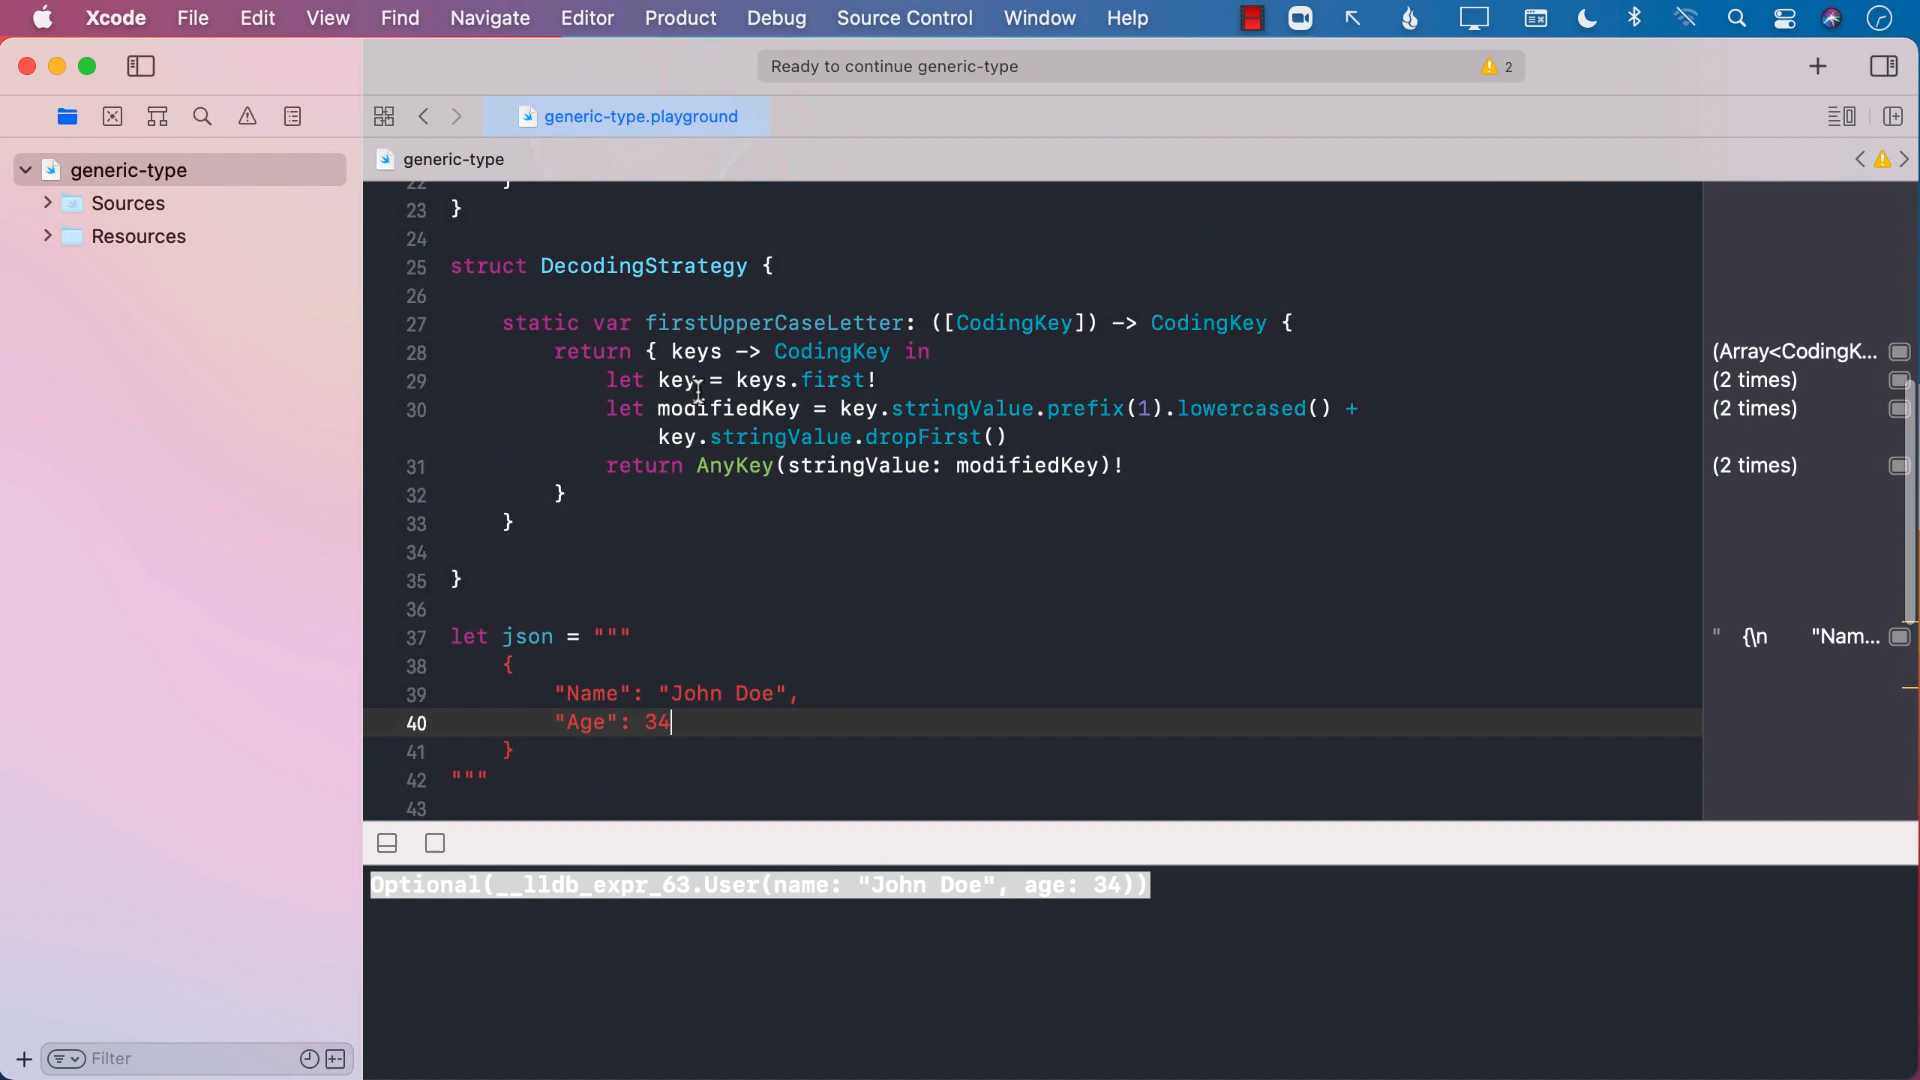 Xcode File Edit View Find Navigate Editor Product Debug Source Control Window Help
Ready to continue generic-type 2
generic-type.playground
generic-type
generic-type
Sources
Resources
22 }
23 }
24
25 struct DecodingStrategy {
26
27 static var firstUpperCaseLetter: ([CodingKey]) -> CodingKey {
28 return { keys -> CodingKey in
(Array<CodingK...
29 let key = keys.first!
(2 times)
30 let modifiedKey = key.stringValue.prefix(1).lowercased() +
(2 times)
key.stringValue.dropFirst()
31 return AnyKey(stringValue: modifiedKey)!
(2 times)
32 }
33 }
34
35 }
36
37 let json = """
" {\n "Nam...
38 {
39 "Name": "John Doe",
40 "Age": 34
41 }
42 """
43
Optional(__lldb_expr_63.User(name: "John Doe", age: 34))
Filter